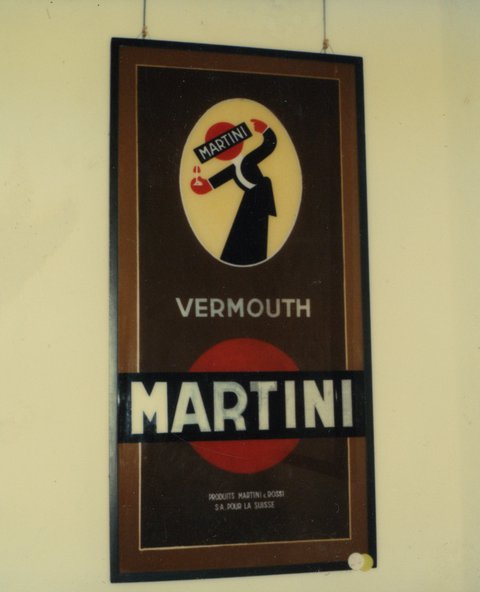 MARTINI
VERMOUTH
MARTINI
PRODUITS MARTINI & ROSSI
S.A. POUR LA SUISSE